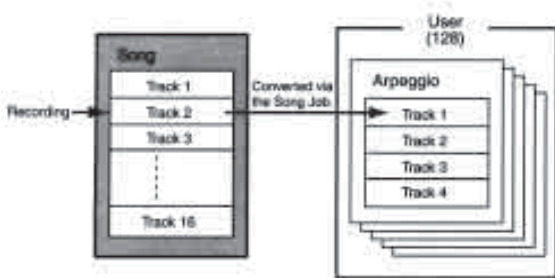 Song
Track 1
Recording
Track 2
Track 3
Track 16
Converted via
the Song Job.
User
(128)
Arpeggio
Track 1
Track 2
Track 3
Track 4